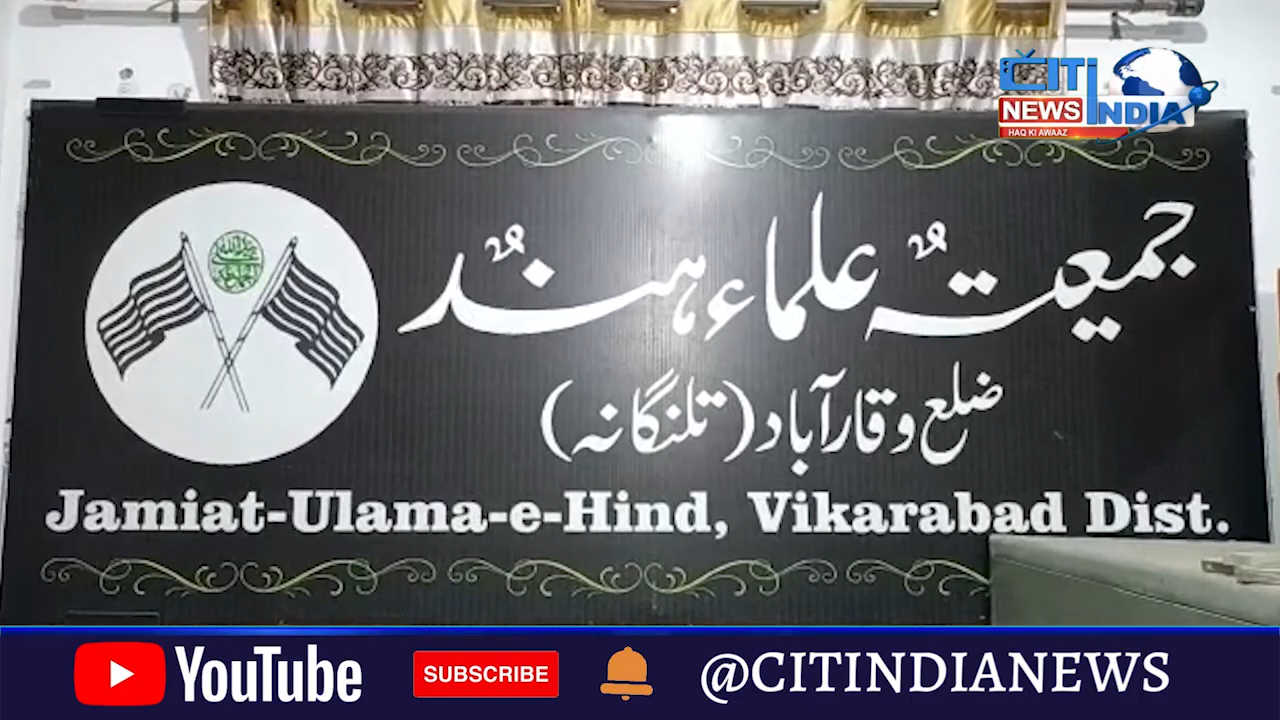 CITI
NEWS INDIA
HAQ KI AWAAZ
جمعیتہ علماء ہند
ضلع وقارآباد (تلنگانہ)
Jamiat-Ulama-e-Hind, Vikarabad Dist.
YouTube SUBSCRIBE @CITINDIANEWS